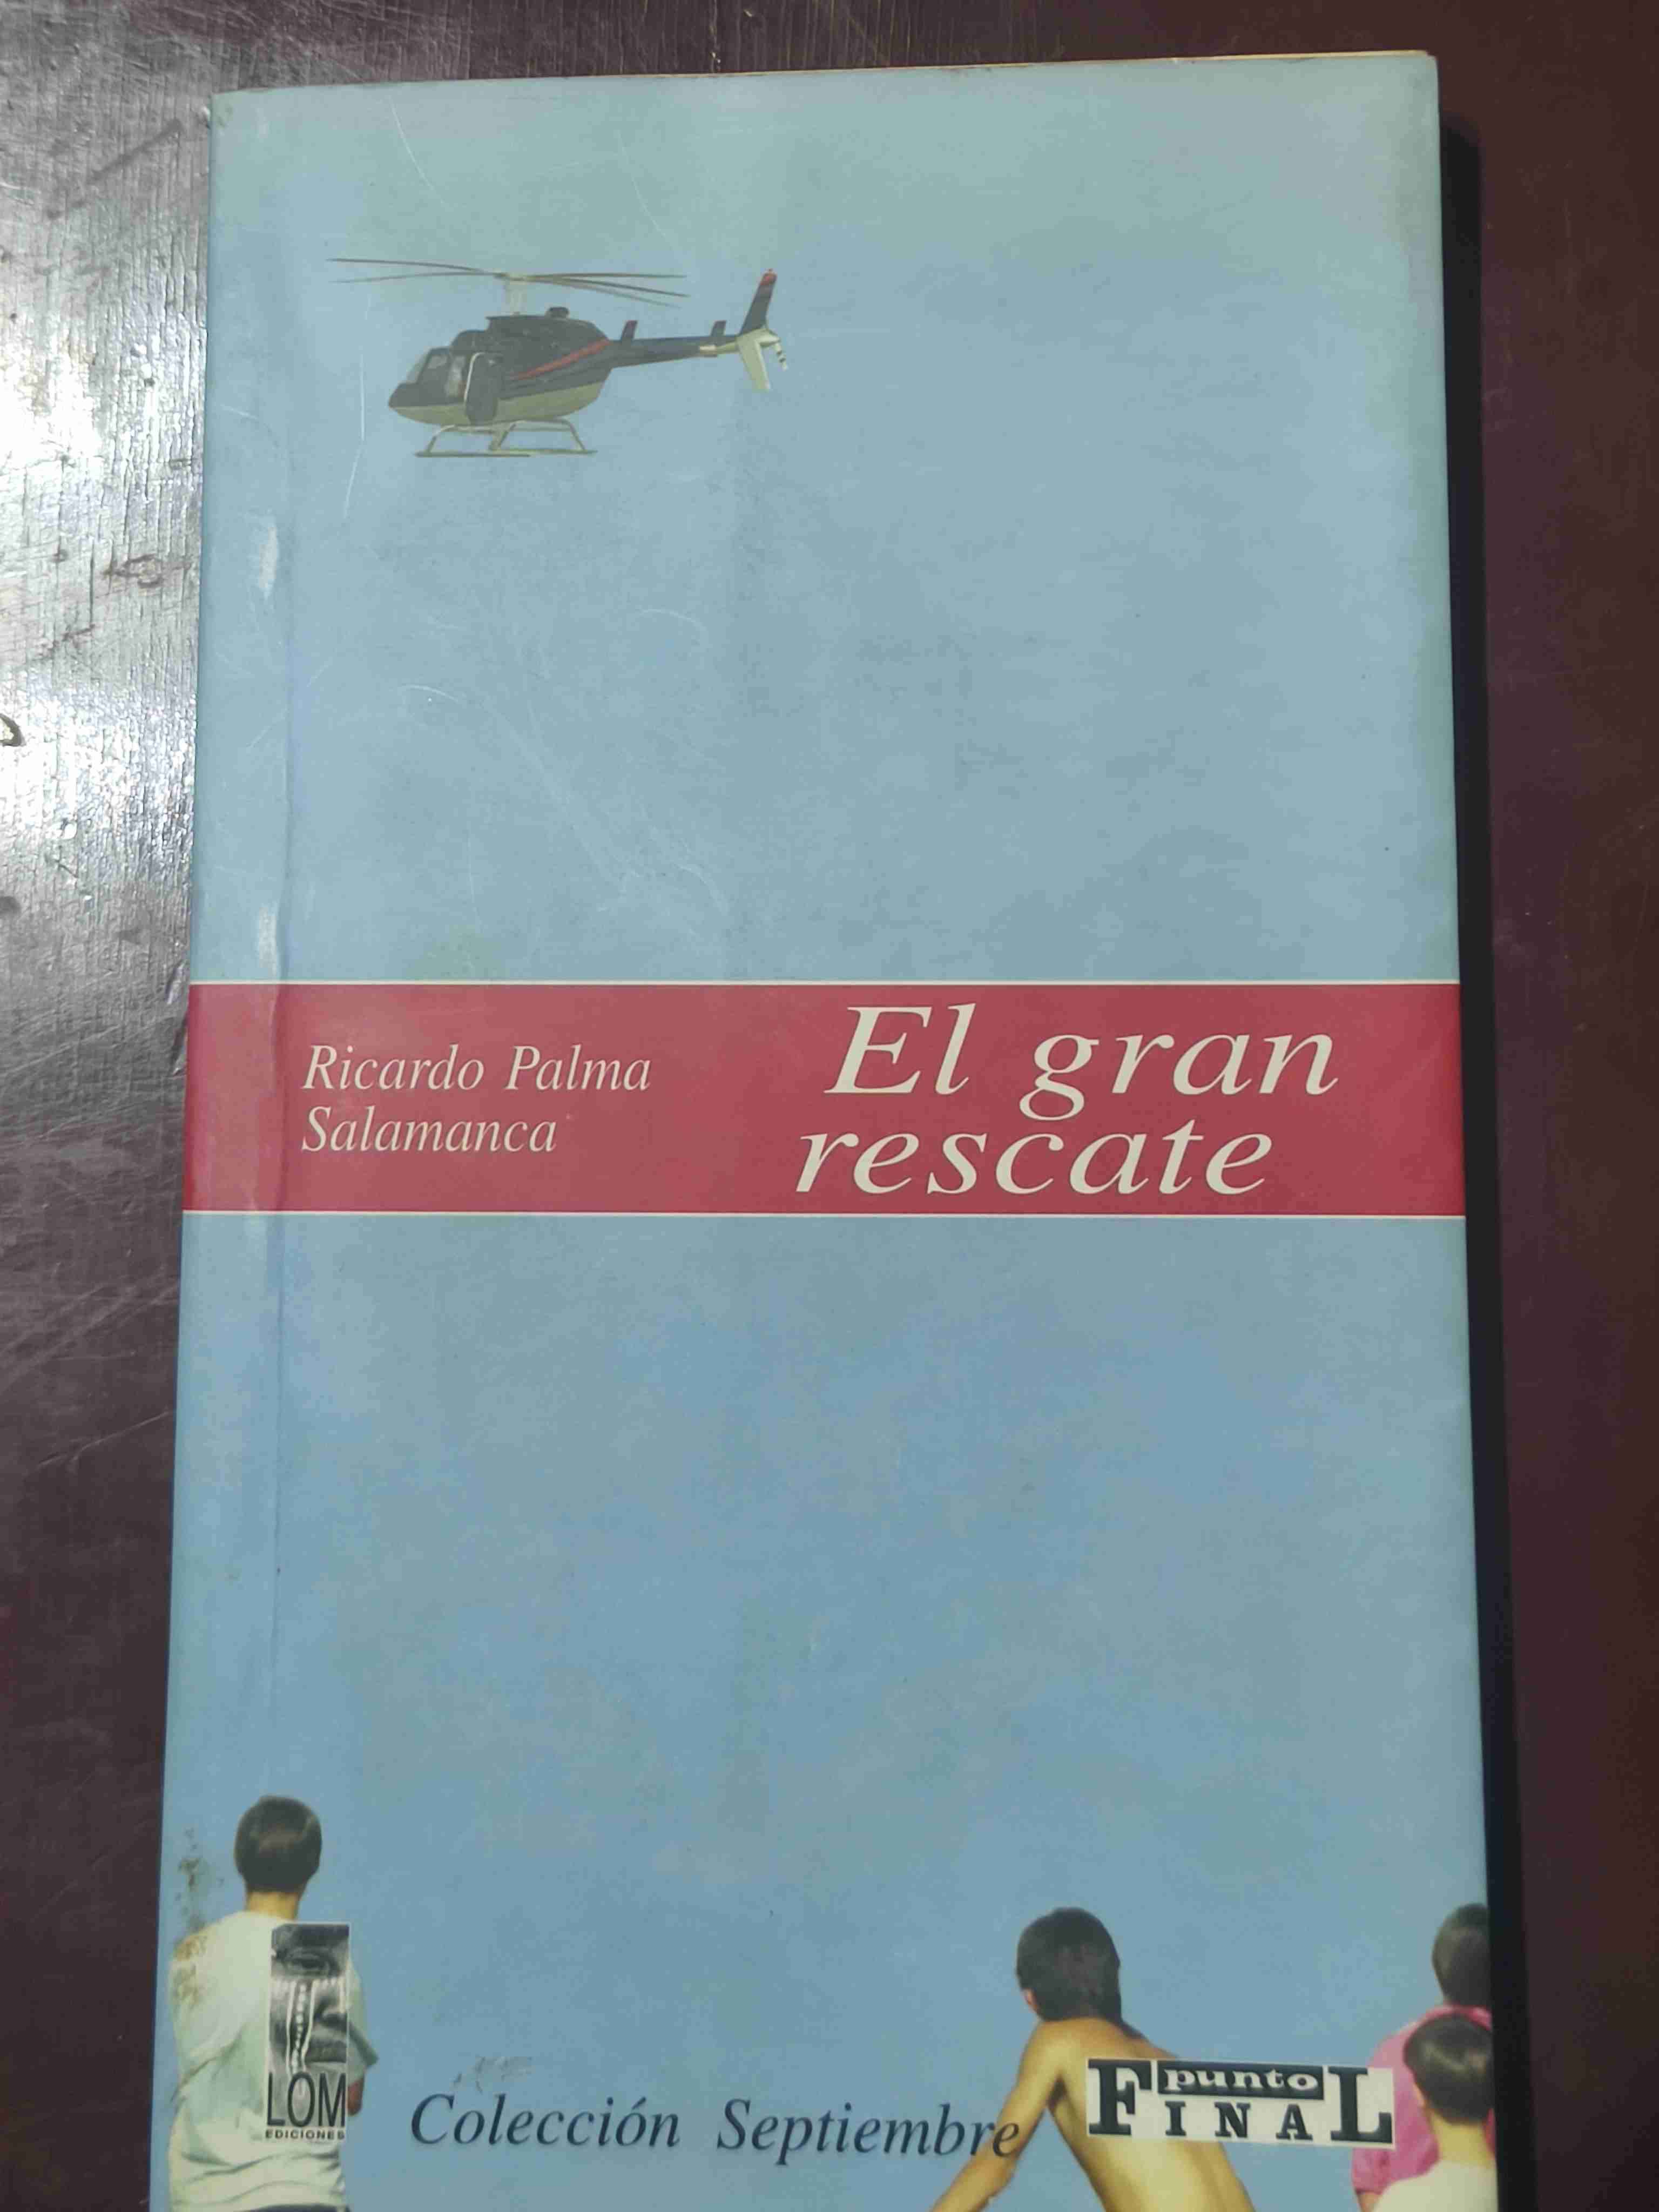 Ricardo Palma
Salamanca
El gran
rescate
LOM
EDICIONES
Colección Septiembre
punto
FINAL